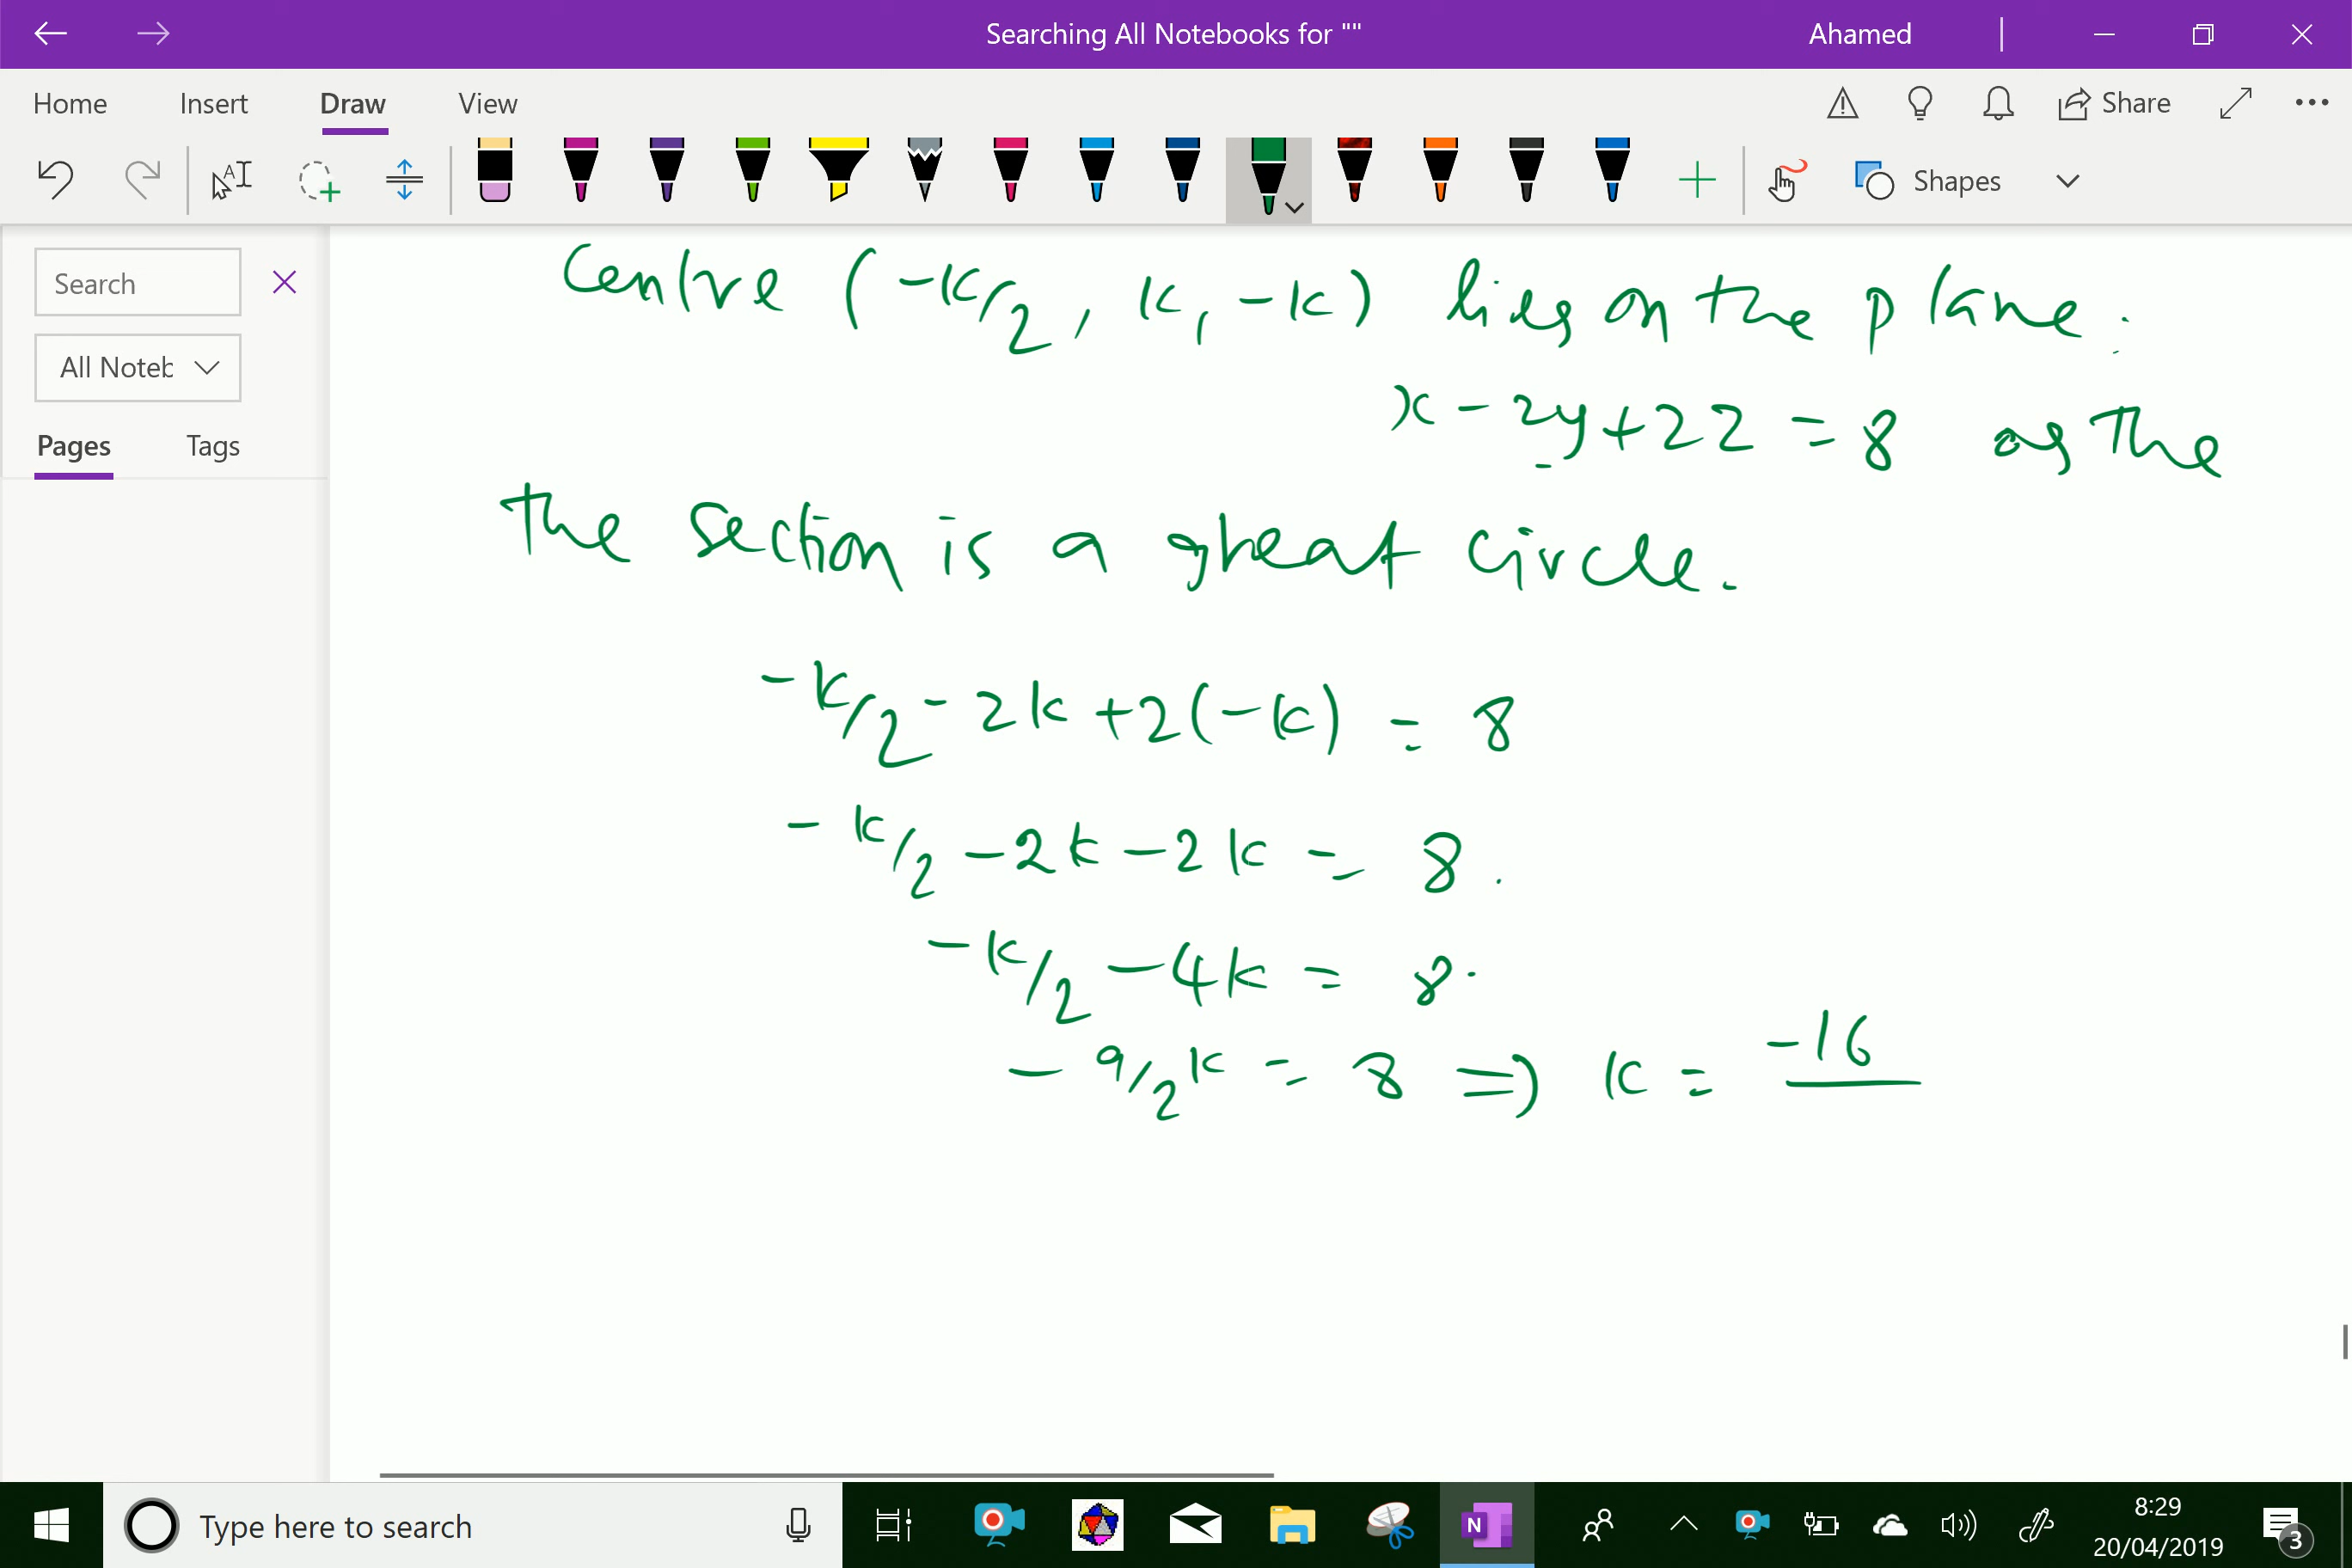 Searching All Notebooks for ""
Ahamed
Home Insert Draw View
Share
Shapes
Search
All Noteb
Pages Tags
Centre (-k/2, k, -k) lies on the plane.
x - 2y + 2z = 8 as the
the section is a great circle.
-k/2 - 2k + 2(-k) = 8
-k/2 - 2k - 2k = 8.
-k/2 - 4k = 8.
- 9/2 k = 8 => k = -16
Type here to search
8:29
20/04/2019
3